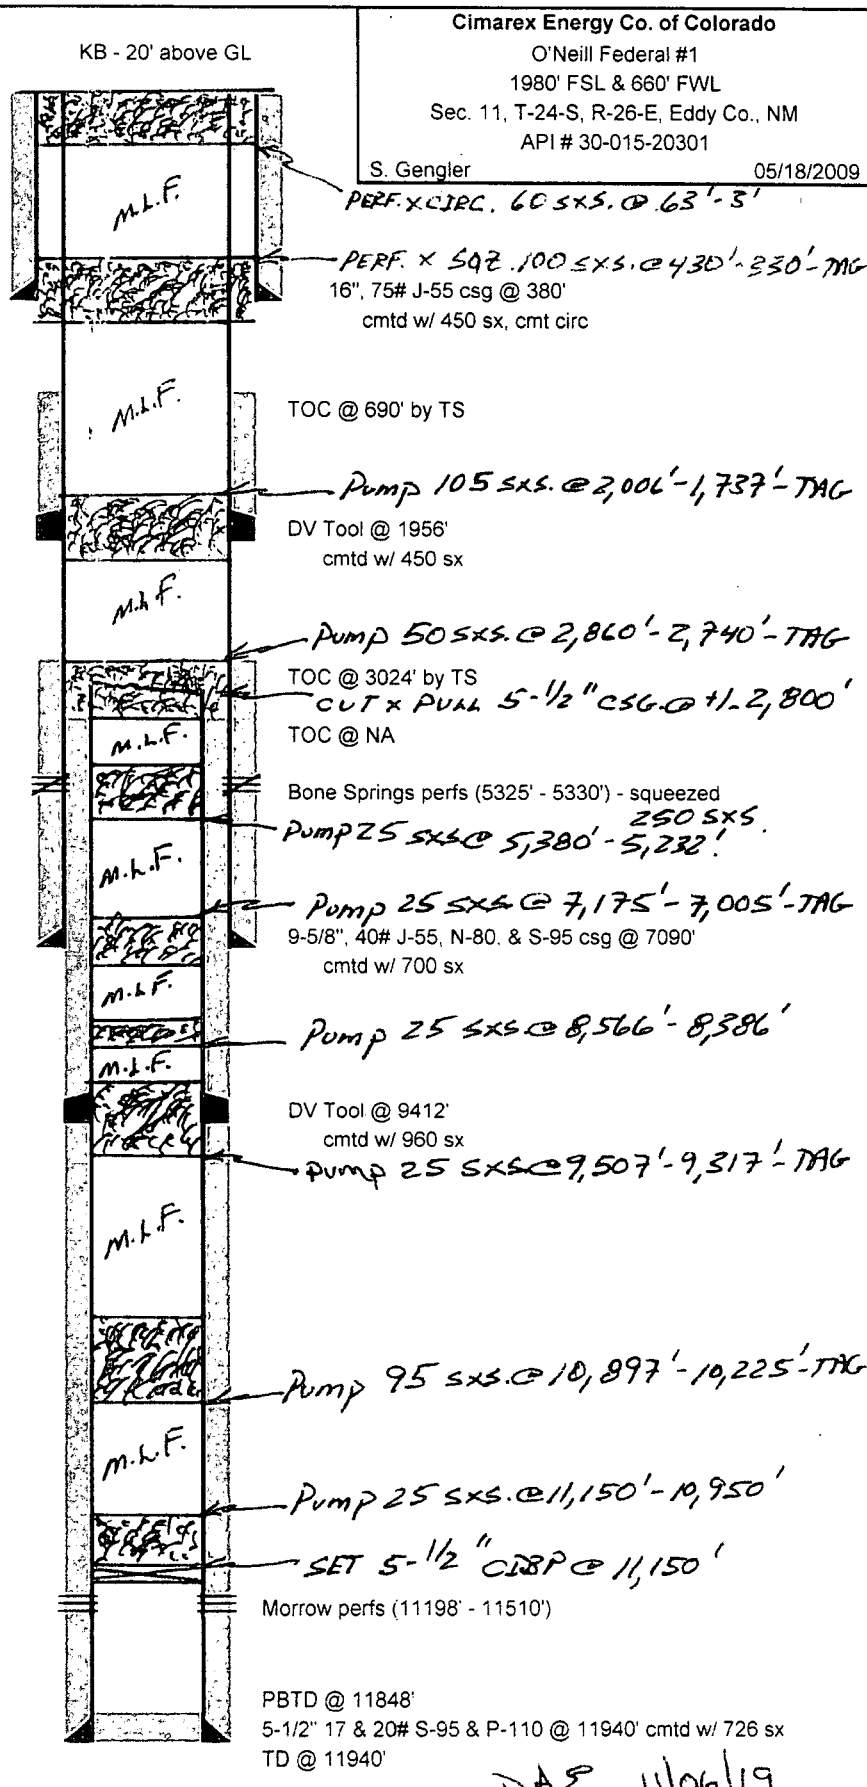 KB - 20' above GL
Cimarex Energy Co. of Colorado
O'Neill Federal #1
1980' FSL & 660' FWL
Sec. 11, T-24-S, R-26-E, Eddy Co., NM
API # 30-015-20301
S. Gengler 05/18/2009
PERF. X CIRC. 60 SXS. @ 63'-3'
M.L.F.
PERF. X SQZ. 100 SXS. @ 430'-330'-TAG
16", 75# J-55 csg @ 380'
cmtd w/ 450 sx, cmt circ
M.L.F.
TOC @ 690' by TS
Pump 105 SXS. @ 2,006'-1,737'-TAG
DV Tool @ 1956'
cmtd w/ 450 sx
M.L.F.
Pump 50 SXS. @ 2,860'-2,740'-TAG
TOC @ 3024' by TS
CUT X PULL 5-1/2" CSG. @ +/- 2,800'
M.L.F.
TOC @ NA
Bone Springs perfs (5325' - 5330') - squeezed
250 SXS.
Pump 25 SXS @ 5,380'-5,232'.
M.L.F.
Pump 25 SXS @ 7,175'-7,005'-TAG
9-5/8", 40# J-55, N-80, & S-95 csg @ 7090'
cmtd w/ 700 sx
M.L.F.
Pump 25 SXS @ 8,566'-8,386'
M.L.F.
DV Tool @ 9412'
cmtd w/ 960 sx
Pump 25 SXS @ 9,507'-9,317'-TAG
M.L.F.
Pump 95 SXS. @ 10,897'-10,225'-TAG
M.L.F.
Pump 25 SXS. @ 11,150'-10,950'
SET 5-1/2" CIBP @ 11,150'
Morrow perfs (11198' - 11510')
PBTD @ 11848'
5-1/2" 17 & 20# S-95 & P-110 @ 11940' cmtd w/ 726 sx
TD @ 11940'
DAE 11/06/19